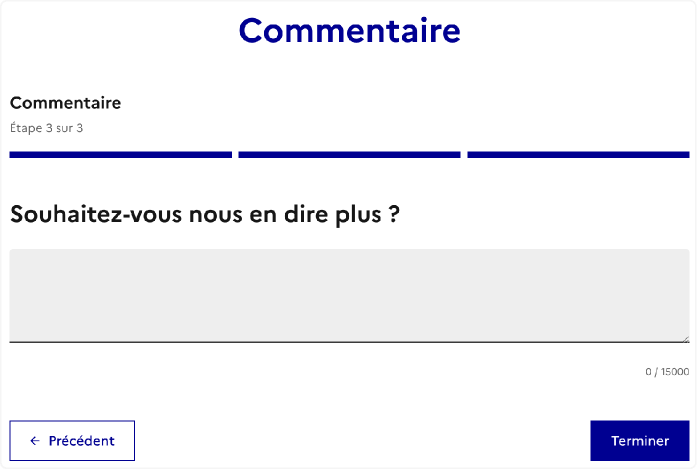 Commentaire
Commentaire
Étape 3 sur 3
Souhaitez-vous nous en dire plus ?
0 / 15000
← Précédent
Terminer